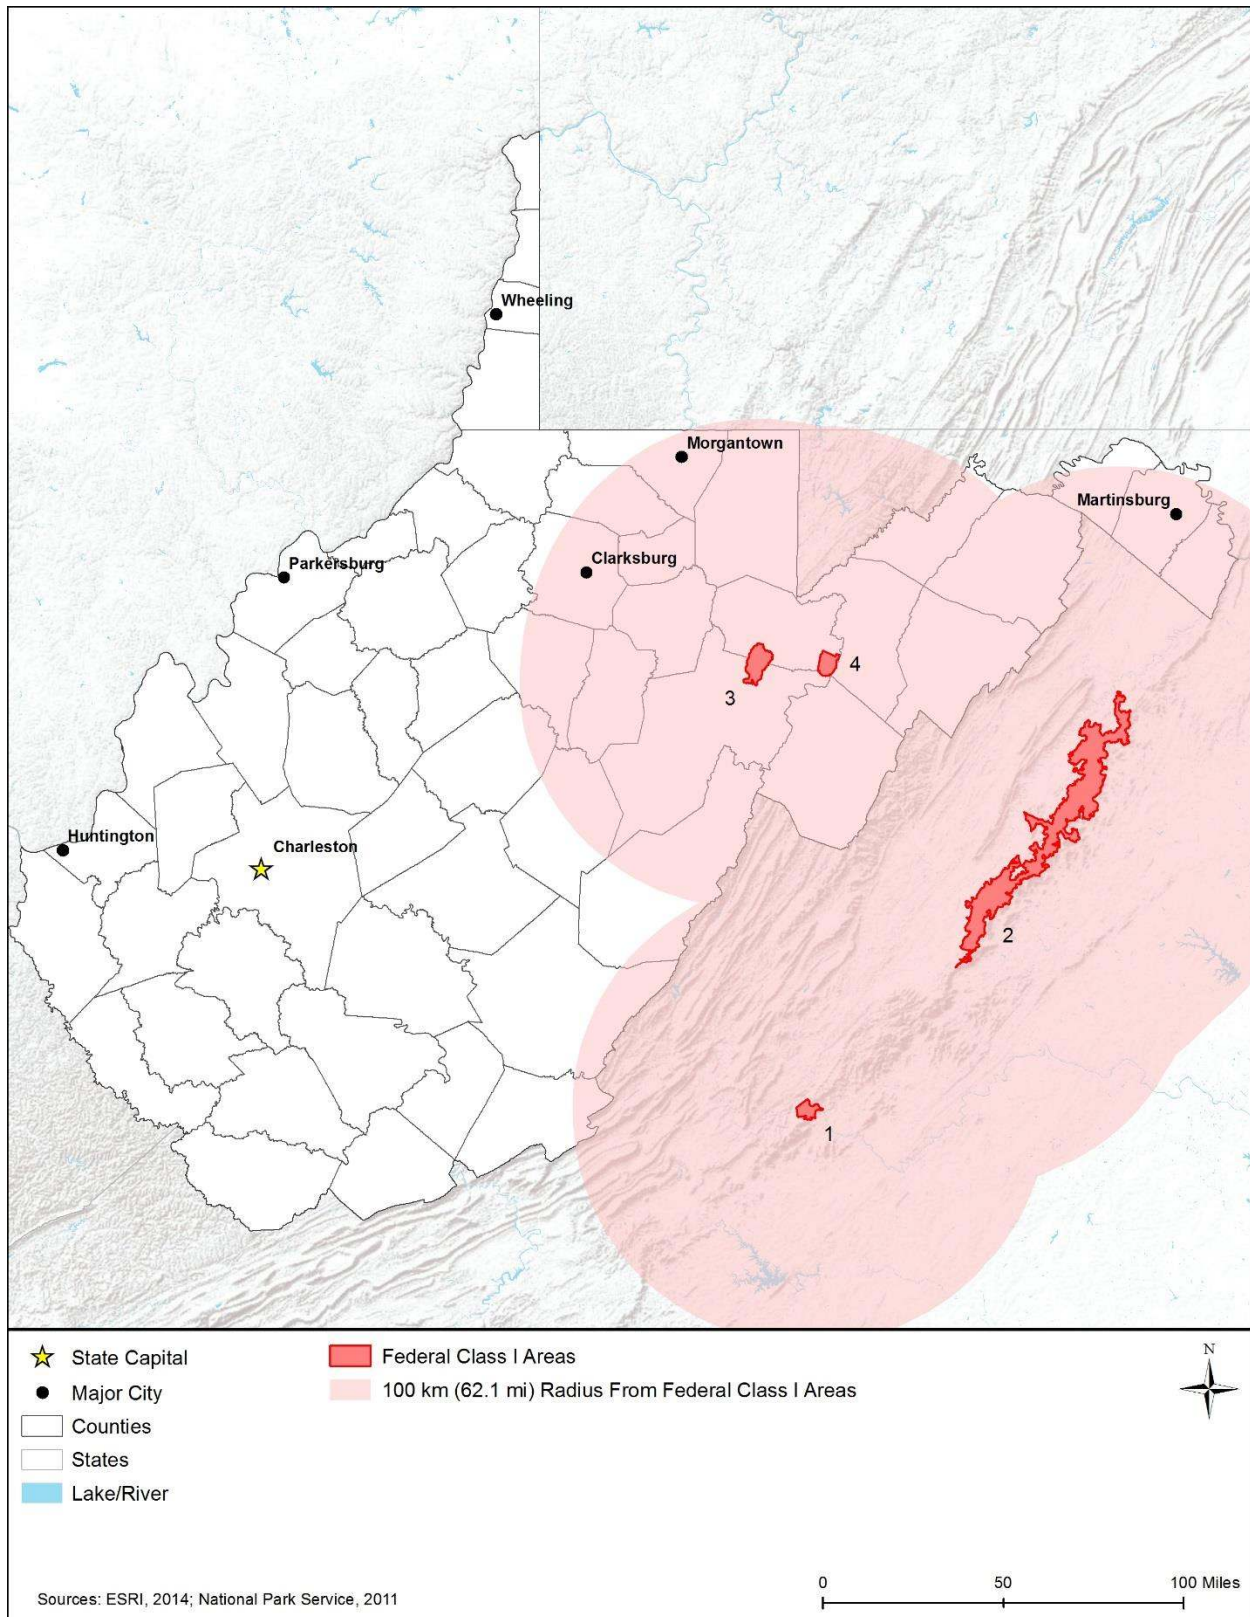 Wheeling
Morgantown
Martinsburg
Clarksburg
Parkersburg
4
3
Huntington
Charleston
2
1
State Capital
Major City
Counties
States
Lake/River
Federal Class I Areas
100 km (62.1 mi) Radius From Federal Class I Areas
N
Sources: ESRI, 2014; National Park Service, 2011
0 50 100 Miles